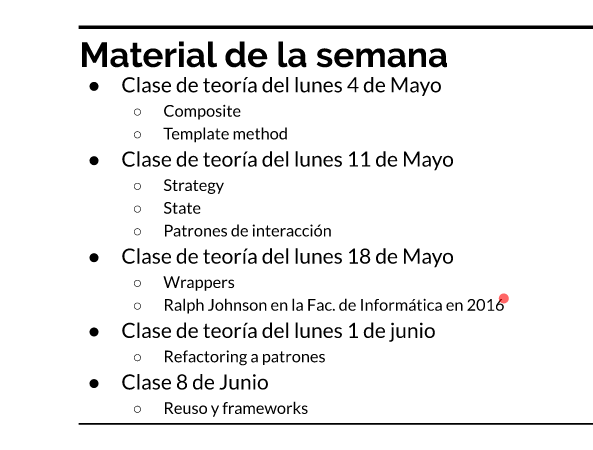 Material de la semana
● Clase de teoría del lunes 4 de Mayo
○ Composite
○ Template method
● Clase de teoría del lunes 11 de Mayo
○ Strategy
○ State
○ Patrones de interacción
● Clase de teoría del lunes 18 de Mayo
○ Wrappers
○ Ralph Johnson en la Fac. de Informática en 2016
● Clase de teoría del lunes 1 de junio
○ Refactoring a patrones
● Clase 8 de Junio
○ Reuso y frameworks